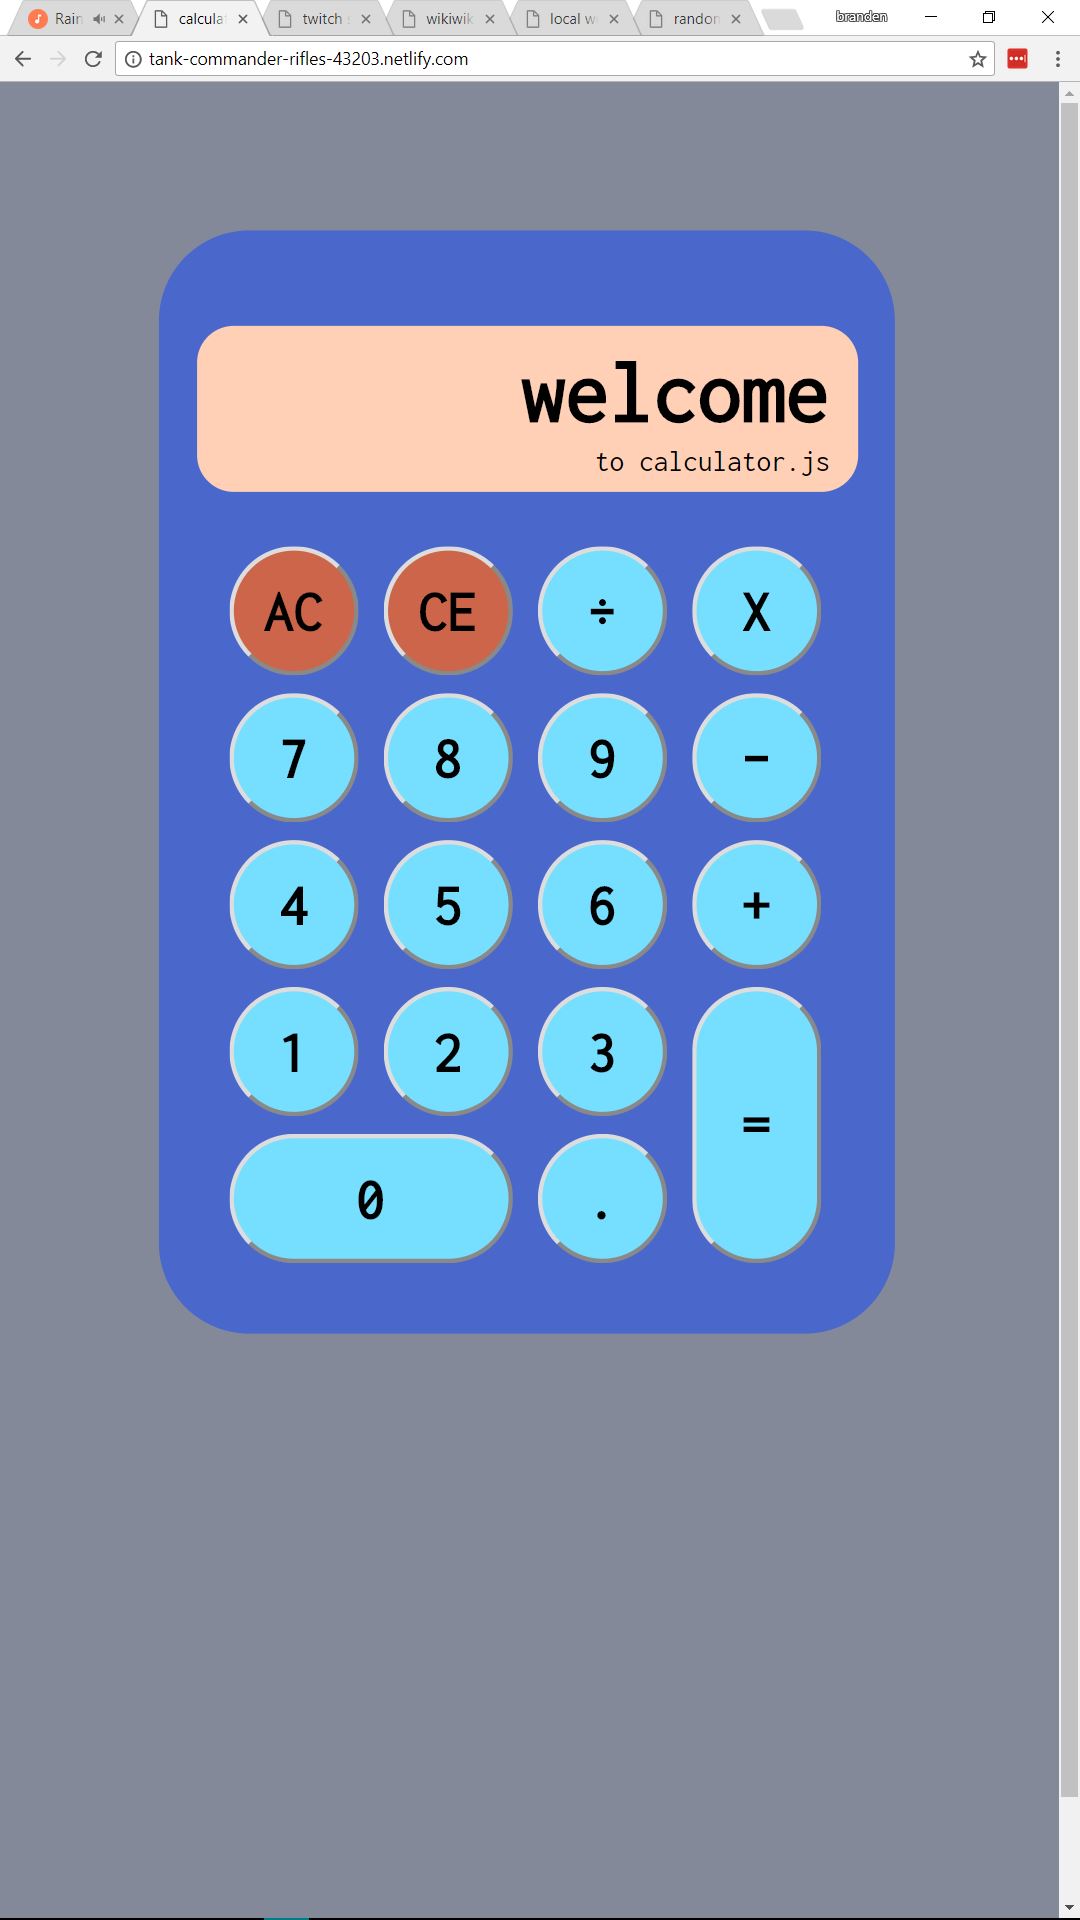 Rain
calcula
twitch
wikiwik
local w
randon
branden
tank-commander-rifles-43203.netlify.com
welcome
to calculator.js
AC CE ÷ X
7 8 9 -
4 5 6 +
1 2 3
=
0 .